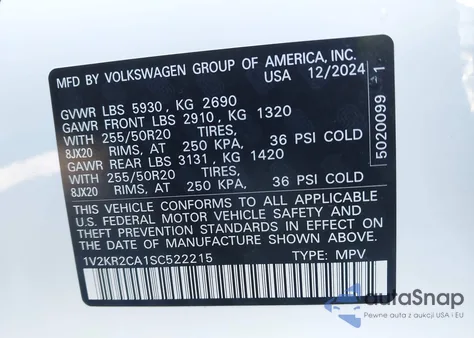 MFD BY VOLKSWAGEN GROUP OF AMERICA, INC.
USA 12/2024
GVWR LBS 5930, KG 2690
GAWR FRONT LBS 2910, KG 1320
WITH 255/50R20 TIRES,
8JX20 RIMS, AT 250 KPA, 36 PSI COLD
GAWR REAR LBS 3131, KG 1420
WITH 255/50R20 TIRES,
8JX20 RIMS, AT 250 KPA, 36 PSI COLD
THIS VEHICLE CONFORMS TO ALL APPLICABLE
U.S. FEDERAL MOTOR VEHICLE SAFETY AND
THEFT PREVENTION STANDARDS IN EFFECT ON
THE DATE OF MANUFACTURE SHOWN ABOVE.
1V2KR2CA1SC522215 TYPE: MPV
5020099 1
autaSnap
Pewne auta z aukcji USA i EU